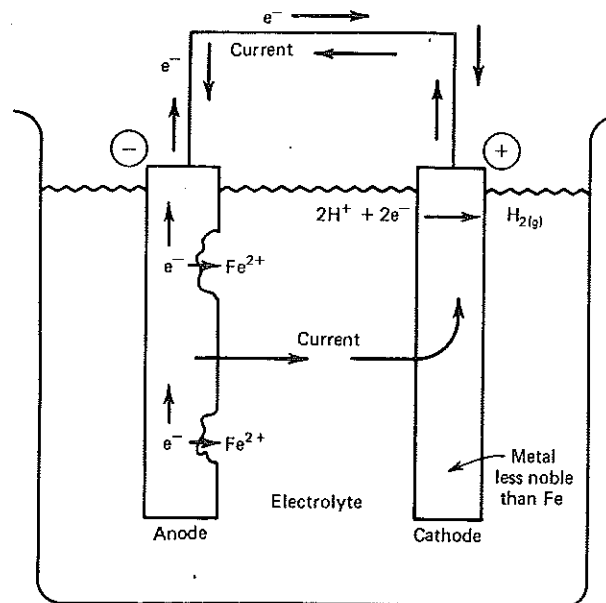 e⁻
Current
e⁻
−
+
2H⁺ + 2e⁻
H₂(g)
e⁻
Fe²⁺
Current
e⁻
Fe²⁺
Metal
less noble
than Fe
Electrolyte
Anode
Cathode